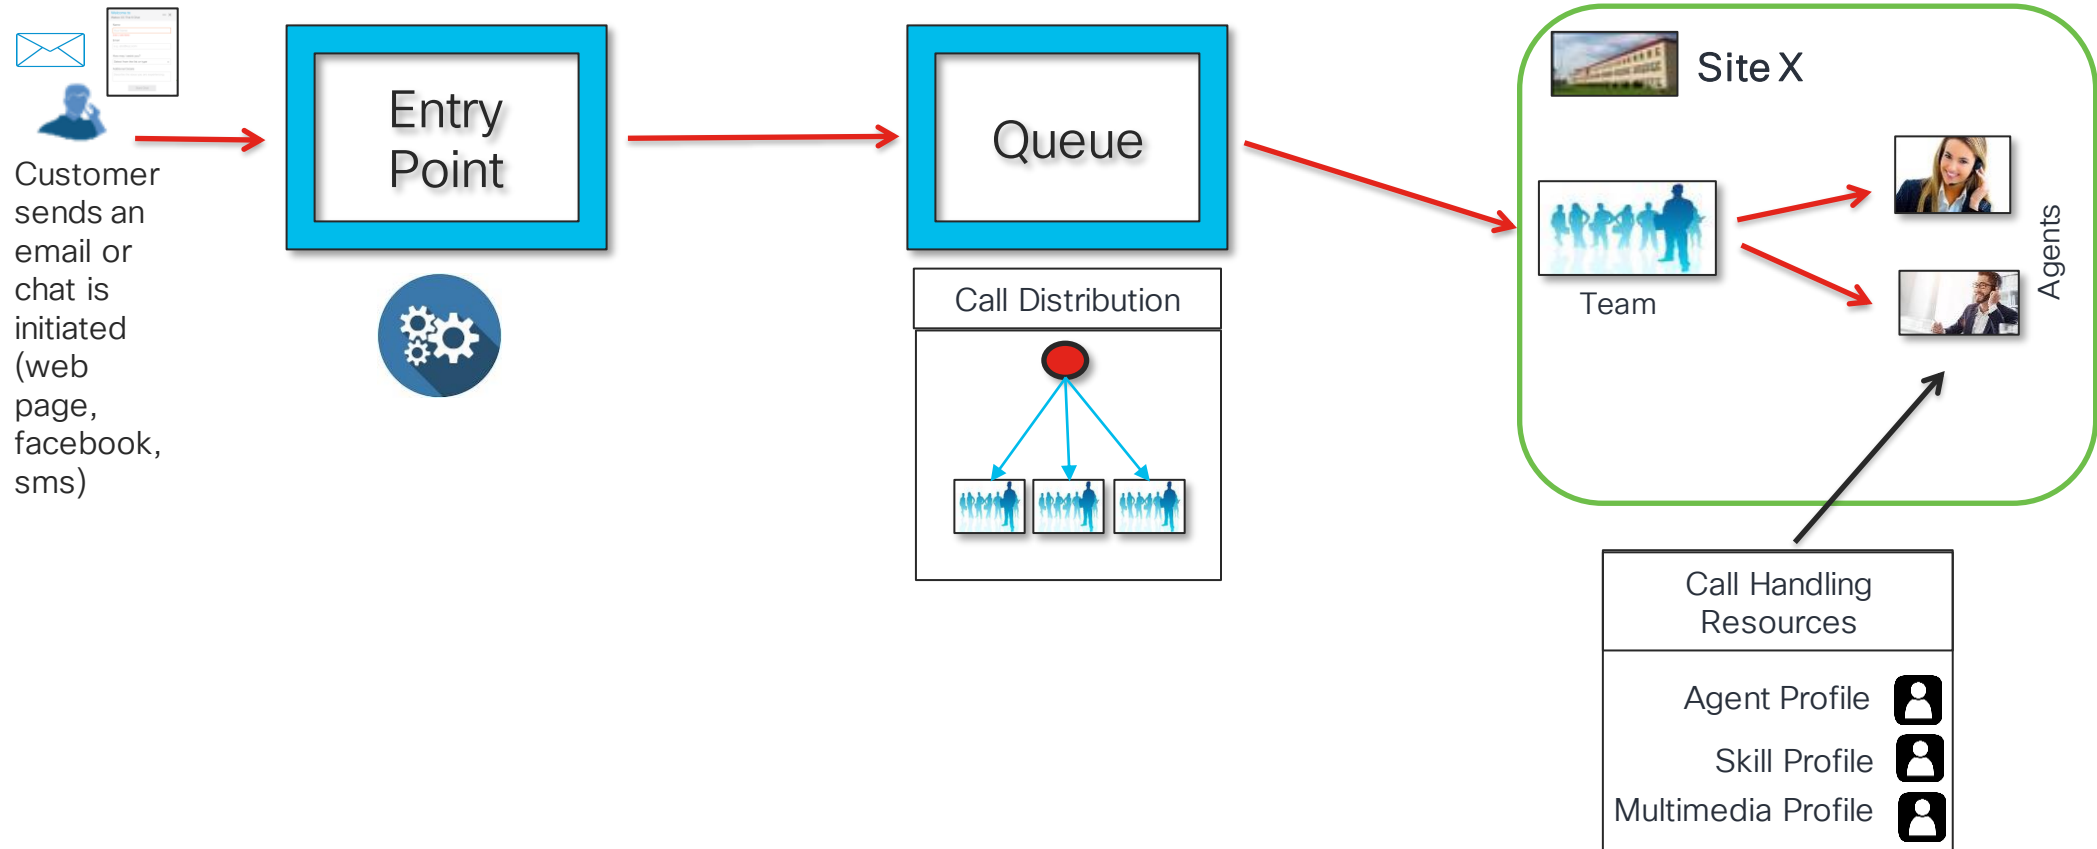 Customer
sends an
email or
chat is
initiated
(web
page,
facebook,
sms)
Entry
Point
Queue
Call Distribution
Site X
Team
Agents
Call Handling
Resources
Agent Profile
Skill Profile
Multimedia Profile